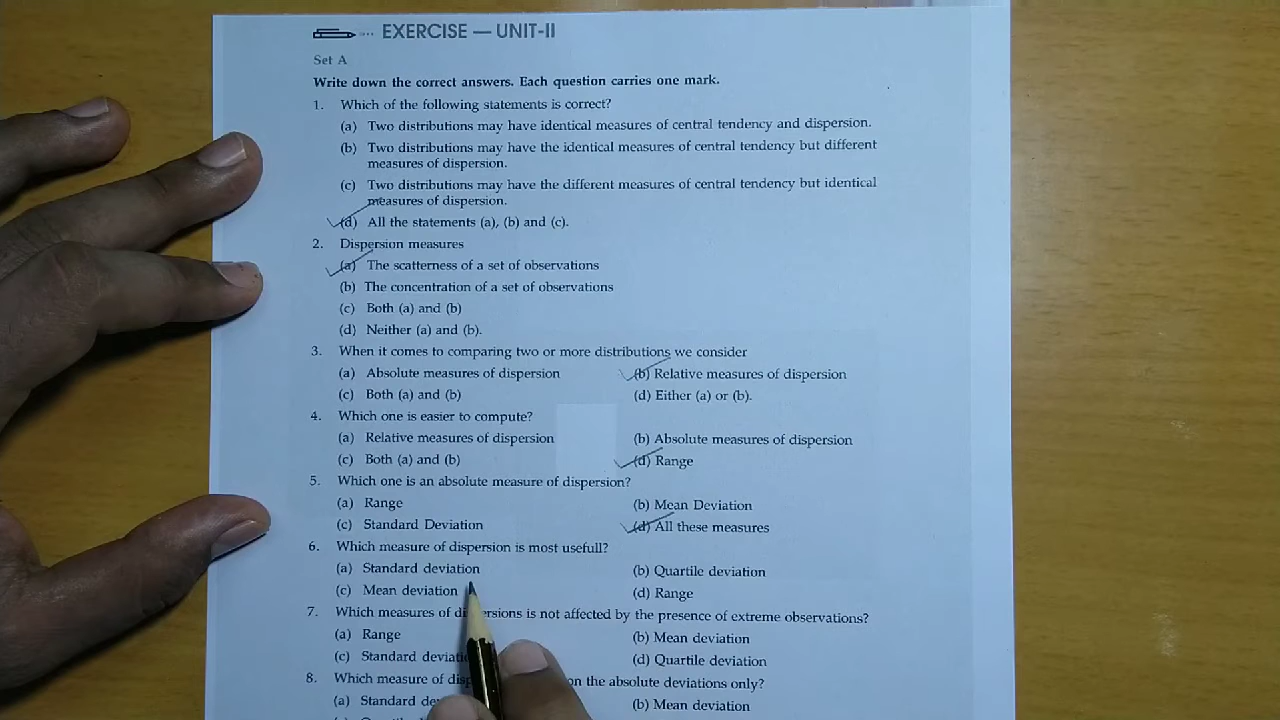 EXERCISE — UNIT-II
Set A
Write down the correct answers. Each question carries one mark.
1. Which of the following statements is correct?
(a) Two distributions may have identical measures of central tendency and dispersion.
(b) Two distributions may have the identical measures of central tendency but different
measures of dispersion.
(c) Two distributions may have the different measures of central tendency but identical
measures of dispersion.
(d) All the statements (a), (b) and (c).
2. Dispersion measures
(a) The scatterness of a set of observations
(b) The concentration of a set of observations
(c) Both (a) and (b)
(d) Neither (a) and (b).
3. When it comes to comparing two or more distributions we consider
(a) Absolute measures of dispersion (b) Relative measures of dispersion
(c) Both (a) and (b) (d) Either (a) or (b).
4. Which one is easier to compute?
(a) Relative measures of dispersion (b) Absolute measures of dispersion
(c) Both (a) and (b) (d) Range
5. Which one is an absolute measure of dispersion?
(a) Range (b) Mean Deviation
(c) Standard Deviation (d) All these measures
6. Which measure of dispersion is most usefull?
(a) Standard deviation (b) Quartile deviation
(c) Mean deviation (d) Range
7. Which measures of dispersions is not affected by the presence of extreme observations?
(a) Range (b) Mean deviation
(c) Standard (d) Quartile deviation
8. Which measure of on the absolute deviations only?
(a) Standard (b) Mean deviation